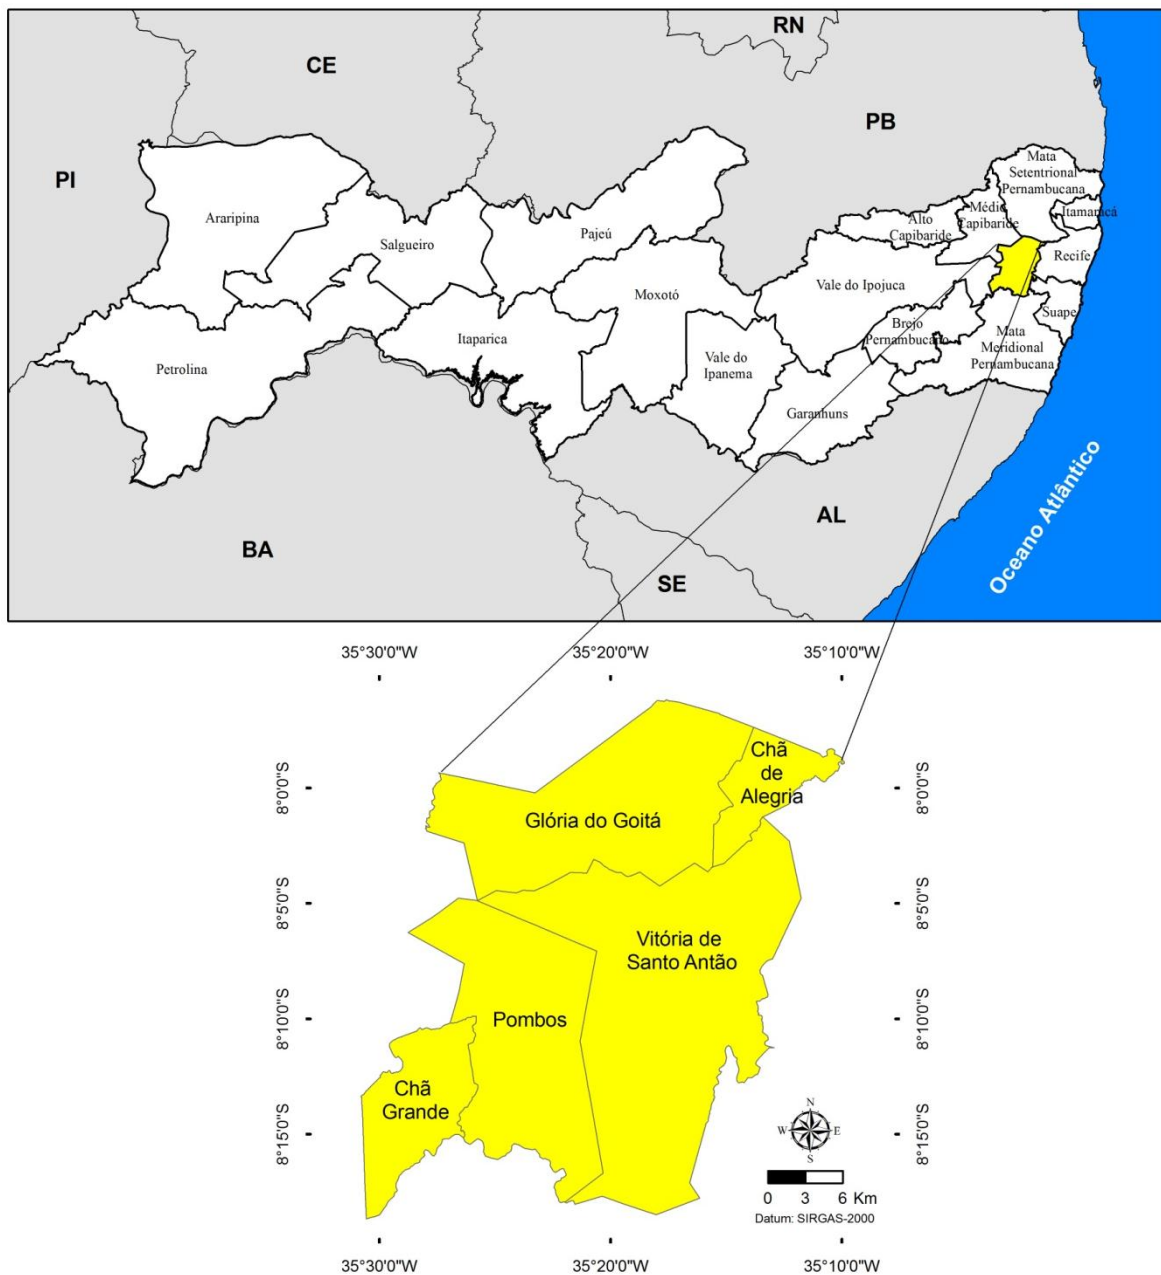 RN
CE
PB
PI
Mata
Setentrional
Pernambucana
Araripina
Alto
Capibaride
Médio
Capibaride
Itamaracá
Salgueiro
Pajeú
Recife
Vale do Ipojuca
Moxotó
Suape
Itaparica
Brojo
Pernambucano
Mata
Meridional
Pernambucana
Petrolina
Vale do
Ipanema
Garanhuns
AL
BA
SE
Oceano Atlântico
35°30'0"W
35°20'0"W
35°10'0"W
8°0'0"S
8°0'0"S
Chã
de
Alegria
Glória do Goitá
8°5'0"S
8°5'0"S
Vitória de
Santo Antão
8°10'0"S
8°10'0"S
Pombos
Chã
Grande
8°15'0"S
8°15'0"S
N
W
E
S
0 3 6 Km
Datum: SIRGAS-2000
35°30'0"W
35°20'0"W
35°10'0"W